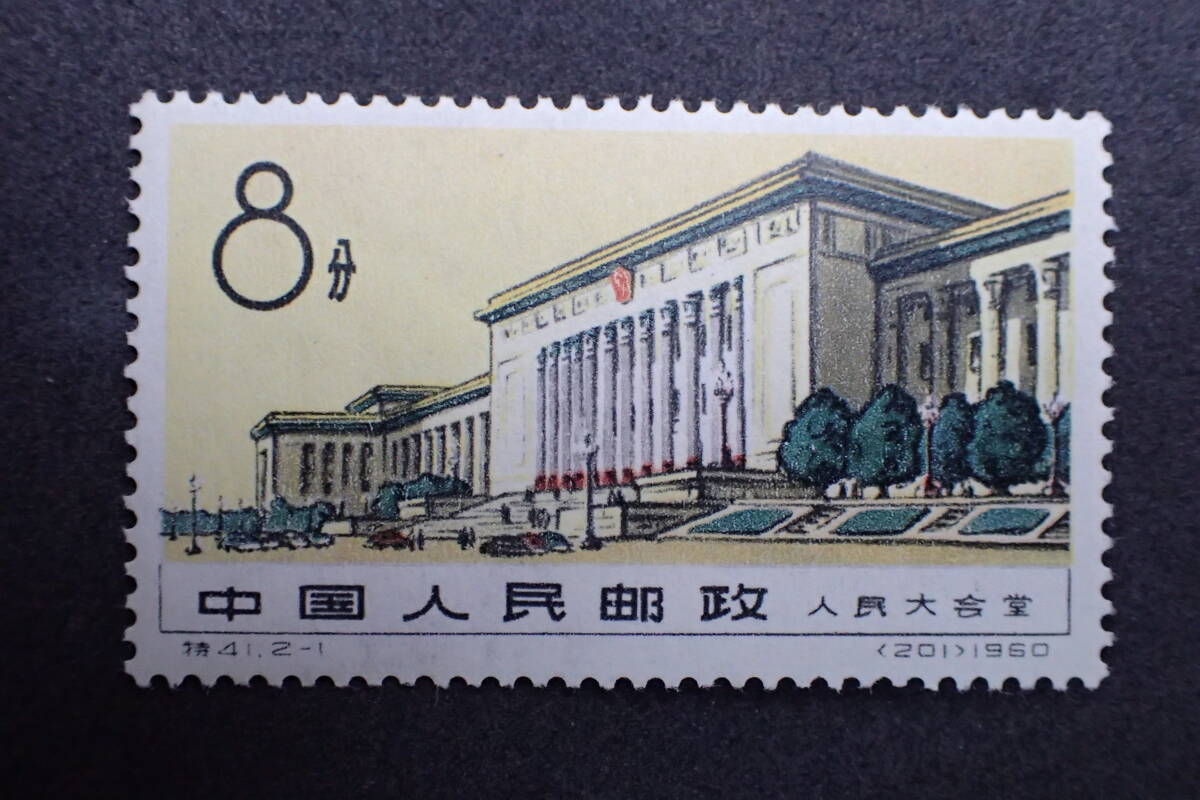 8分
中国人民邮政 人民大会堂
特41.2-1 (201)1960